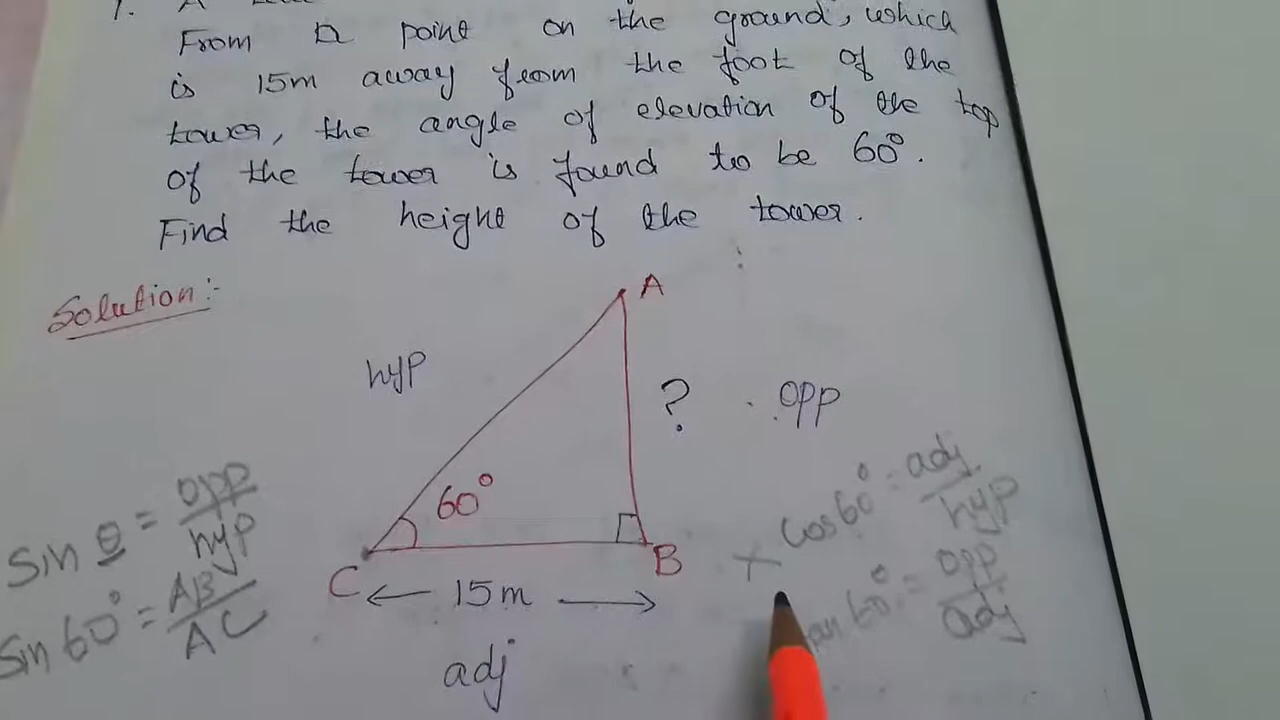 1. A
From a point on the ground, which
is 15m away from the foot of the
tower, the angle of elevation of the top
of the tower is found to be 60°.
Find the height of the tower.
Solution:-
A
hyp
? . opp
60°
C B
← 15m →
adj
Sin θ = opp/hyp
Sin 60° = AB/AC
Cos 60° = adj/hyp
×
tan 60° = opp/adj